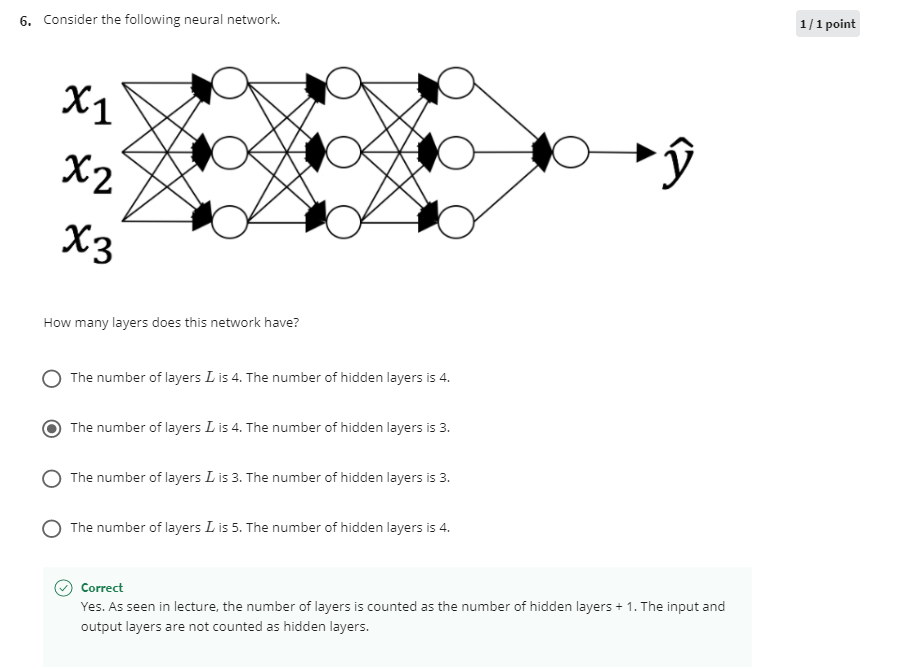 6. Consider the following neural network.
1 / 1 point
x₁
x₂
x₃
ŷ
How many layers does this network have?
The number of layers L is 4. The number of hidden layers is 4.
The number of layers L is 4. The number of hidden layers is 3.
The number of layers L is 3. The number of hidden layers is 3.
The number of layers L is 5. The number of hidden layers is 4.
Correct
Yes. As seen in lecture, the number of layers is counted as the number of hidden layers + 1. The input and
output layers are not counted as hidden layers.